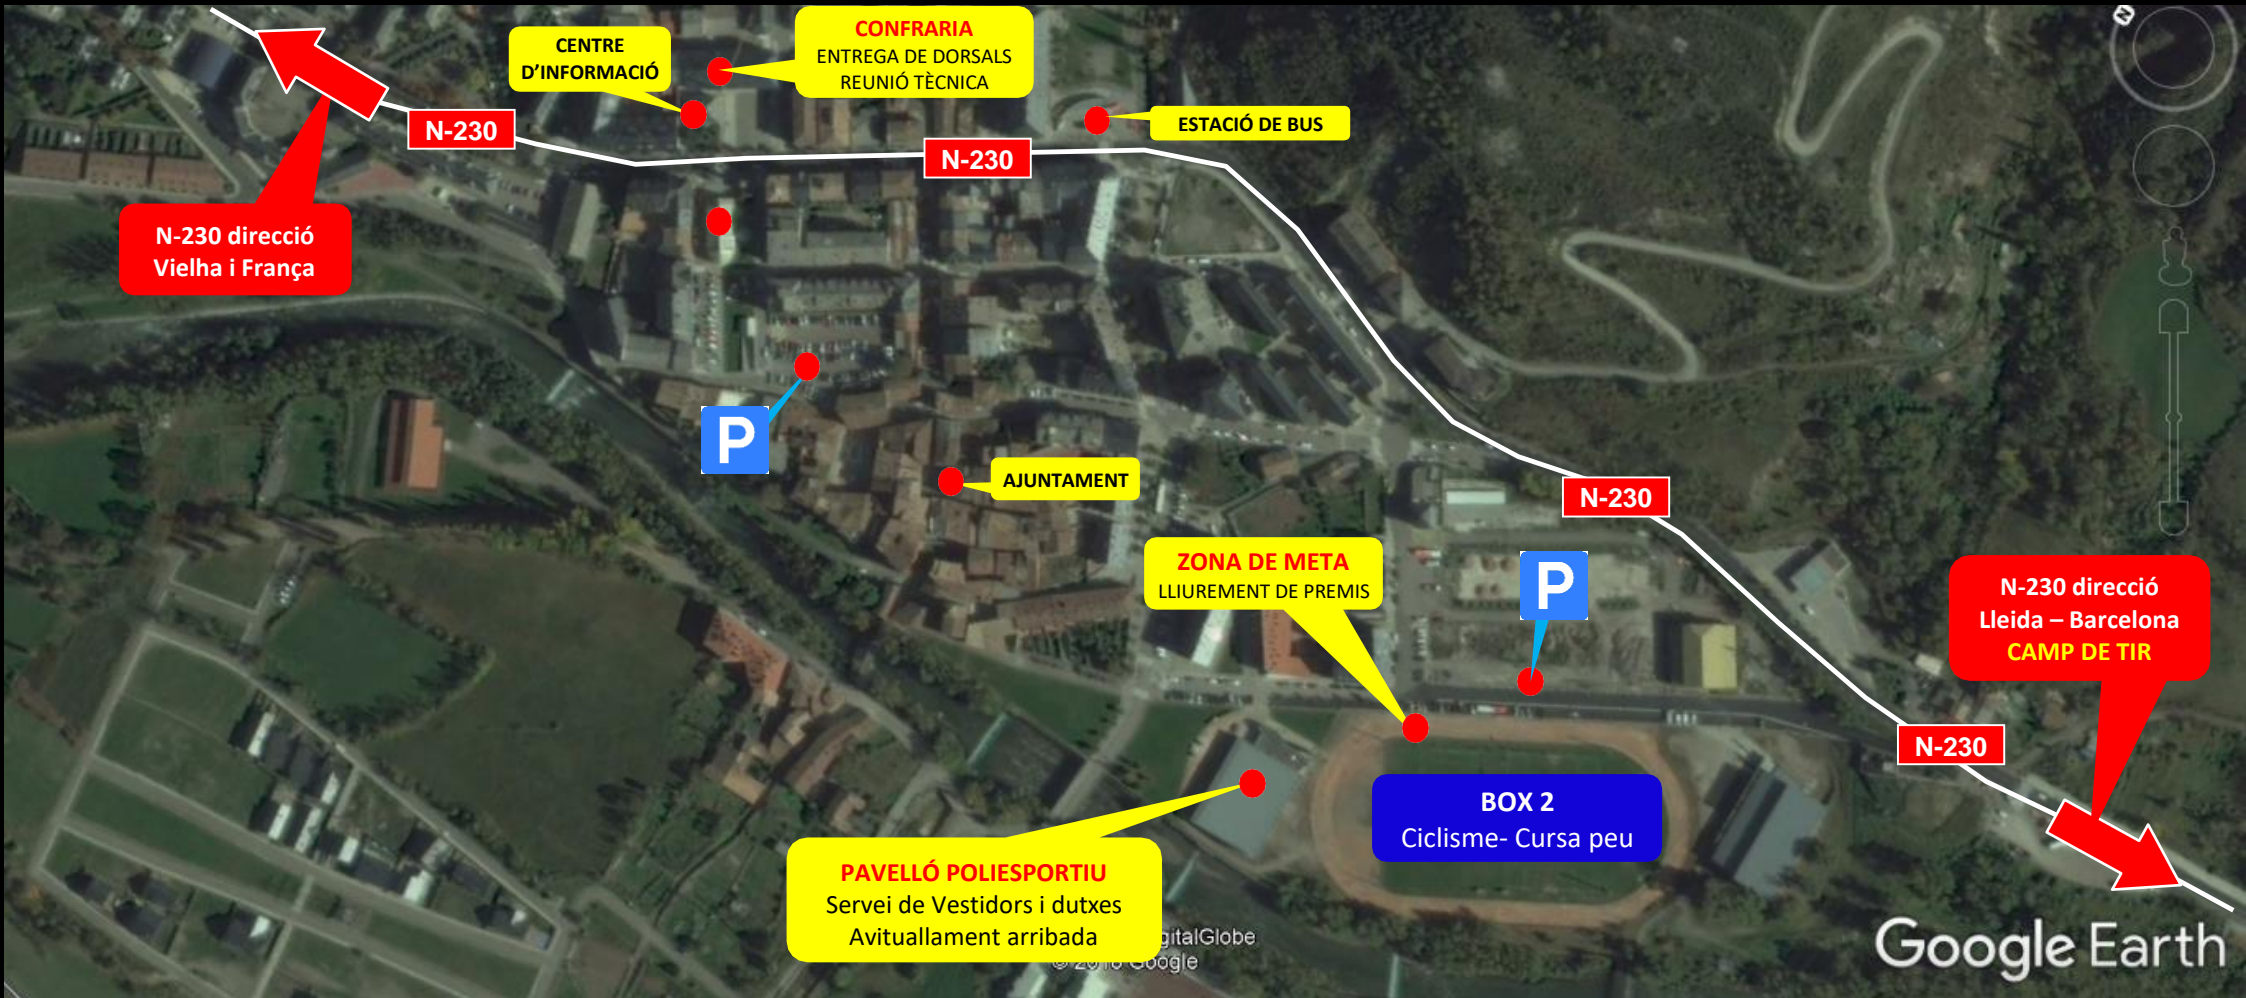 CENTRE
D'INFORMACIÓ
CONFRARIA
ENTREGA DE DORSALS
REUNIÓ TÈCNICA
N
N-230
N-230
ESTACIÓ DE BUS
N-230 direcció
Vielha i França
P
AJUNTAMENT
N-230
ZONA DE META
LLIUREMENT DE PREMIS
P
N-230 direcció
Lleida – Barcelona
CAMP DE TIR
N-230
BOX 2
Ciclisme- Cursa peu
PAVELLÓ POLIESPORTIU
Servei de Vestidors i dutxes
Avituallament arribada
gitalGlobe
Google
Google Earth